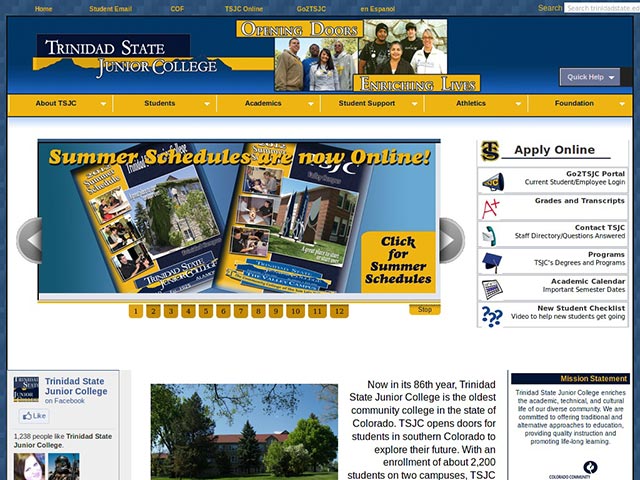 Home Student Email COF TSJC Online Go2TSJC en Espanol Search Search trinidadstate.ed
OPENING DOORS
TRINIDAD STATE
JUNIOR COLLEGE
ENRICHING LIVES
Quick Help
About TSJC Students Academics Student Support Athletics Foundation
Summer Schedules are now Online!
TSJC
Valley Campus
TRINIDAD STATE
JUNIOR COLLEGE
Click
for
Summer
Schedules
1 2 3 4 5 6 7 8 9 10 11 12 Stop
Apply Online
Go2TSJC Portal
Current Student/Employee Login
Grades and Transcripts
Contact TSJC
Staff Directory/Questions Answered
Programs
TSJC's Degrees and Programs
Academic Calendar
Important Semester Dates
New Student Checklist
Video to help new students get going
Trinidad State
Junior College
on Facebook
Like
1,238 people like Trinidad State
Junior College.
Now in its 86th year, Trinidad
State Junior College is the oldest
community college in the state of
Colorado. TSJC opens doors for
students in southern Colorado to
explore their future. With an
enrollment of about 2,200
students on two campuses, TSJC
Mission Statement
Trinidad State Junior College enriches
the academic, technical, and cultural
life of our diverse community. We are
committed to offering traditional and
alternative approaches to education,
providing quality instruction and
promoting life-long learning.
COLORADO COMMUNITY